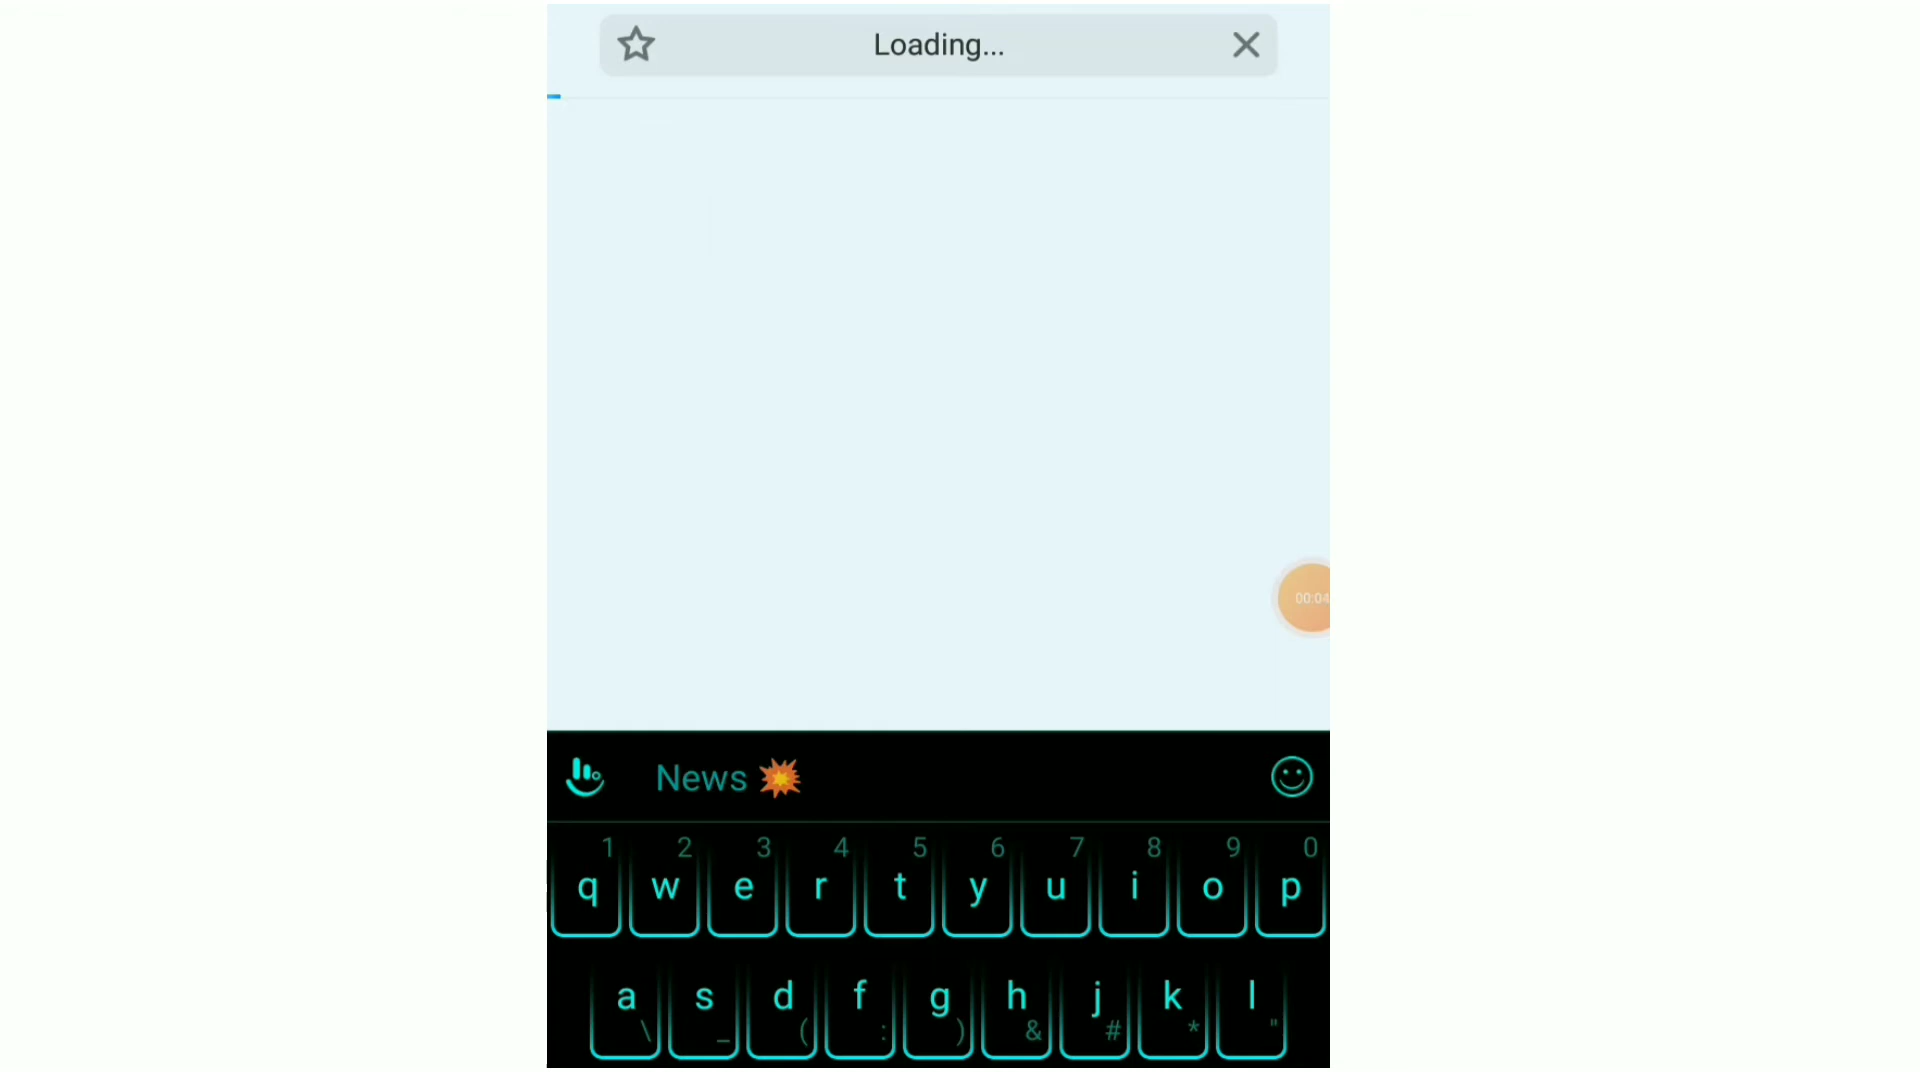 Loading...
00:04
News 💥
1 2 3 4 5 6 7 8 9 0
q w e r t y u i o p
a s d f g h j k l
\ _ ( : ) & # * "